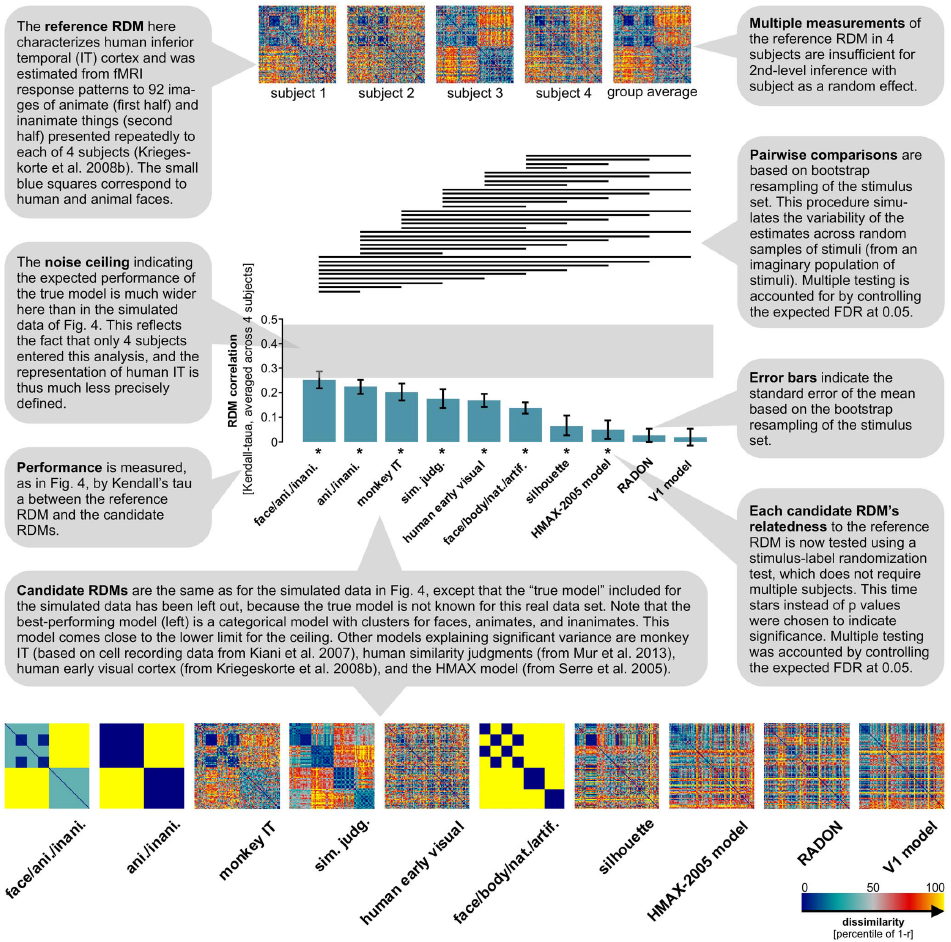 The reference RDM here
characterizes human inferior
temporal (IT) cortex and was
estimated from fMRI
response patterns to 92 ima-
ges of animate (first half) and
inanimate things (second
half) presented repeatedly to
each of 4 subjects (Krieges-
korte et al. 2008b). The small
blue squares correspond to
human and animal faces.
subject 1
subject 2
subject 3
subject 4
group average
Multiple measurements of
the reference RDM in 4
subjects are insufficient for
2nd-level inference with
subject as a random effect.
Pairwise comparisons are
based on bootstrap
resampling of the stimulus
set. This procedure simu-
lates the variability of the
estimates across random
samples of stimuli (from an
imaginary population of
stimuli). Multiple testing is
accounted for by controlling
the expected FDR at 0.05.
The noise ceiling indicating
the expected performance of
the true model is much wider
here than in the simulated
data of Fig. 4. This reflects
the fact that only 4 subjects
entered this analysis, and the
representation of human IT is
thus much less precisely
defined.
RDM correlation
[Kendall-taua, averaged across 4 subjects]
0.5
0.4
0.3
0.2
0.1
0
* * * * * * * *
face/ani./inani.
ani./inani.
monkey IT
sim. judg.
human early visual
face/body/nat./artif.
silhouette
HMAX-2005 model
RADON
V1 model
Error bars indicate the
standard error of the mean
based on the bootstrap
resampling of the stimulus
set.
Performance is measured,
as in Fig. 4, by Kendall's tau
a between the reference
RDM and the candidate
RDMs.
Each candidate RDM's
relatedness to the reference
RDM is now tested using a
stimulus-label randomization
test, which does not require
multiple subjects. This time
stars instead of p values
were chosen to indicate
significance. Multiple testing
was accounted by controlling
the expected FDR at 0.05.
Candidate RDMs are the same as for the simulated data in Fig. 4, except that the "true model" included for
the simulated data has been left out, because the true model is not known for this real data set. Note that the
best-performing model (left) is a categorical model with clusters for faces, animates, and inanimates. This
model comes close to the lower limit for the ceiling. Other models explaining significant variance are monkey
IT (based on cell recording data from Kiani et al. 2007), human similarity judgments (from Mur et al. 2013),
human early visual cortex (from Kriegeskorte et al. 2008b), and the HMAX model (from Serre et al. 2005).
face/ani./inani.
ani./inani.
monkey IT
sim. judg.
human early visual
face/body/nat./artif.
silhouette
HMAX-2005 model
RADON
V1 model
0 50 100
dissimilarity
[percentile of 1-r]